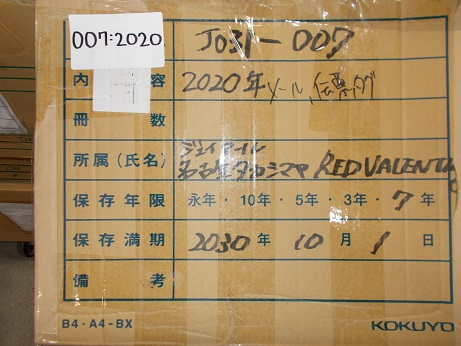 007:2020
J031-007
内 容 2020年 メール、伝票、タグ
冊 数
所属(氏名) ジェイアール
名古屋タカシマヤ RED VALENTINO
保存年限 永年・10年・5年・3年・7年
保存満期 2030年 10月 1日
備 考
B4・A4-BX KOKUYO